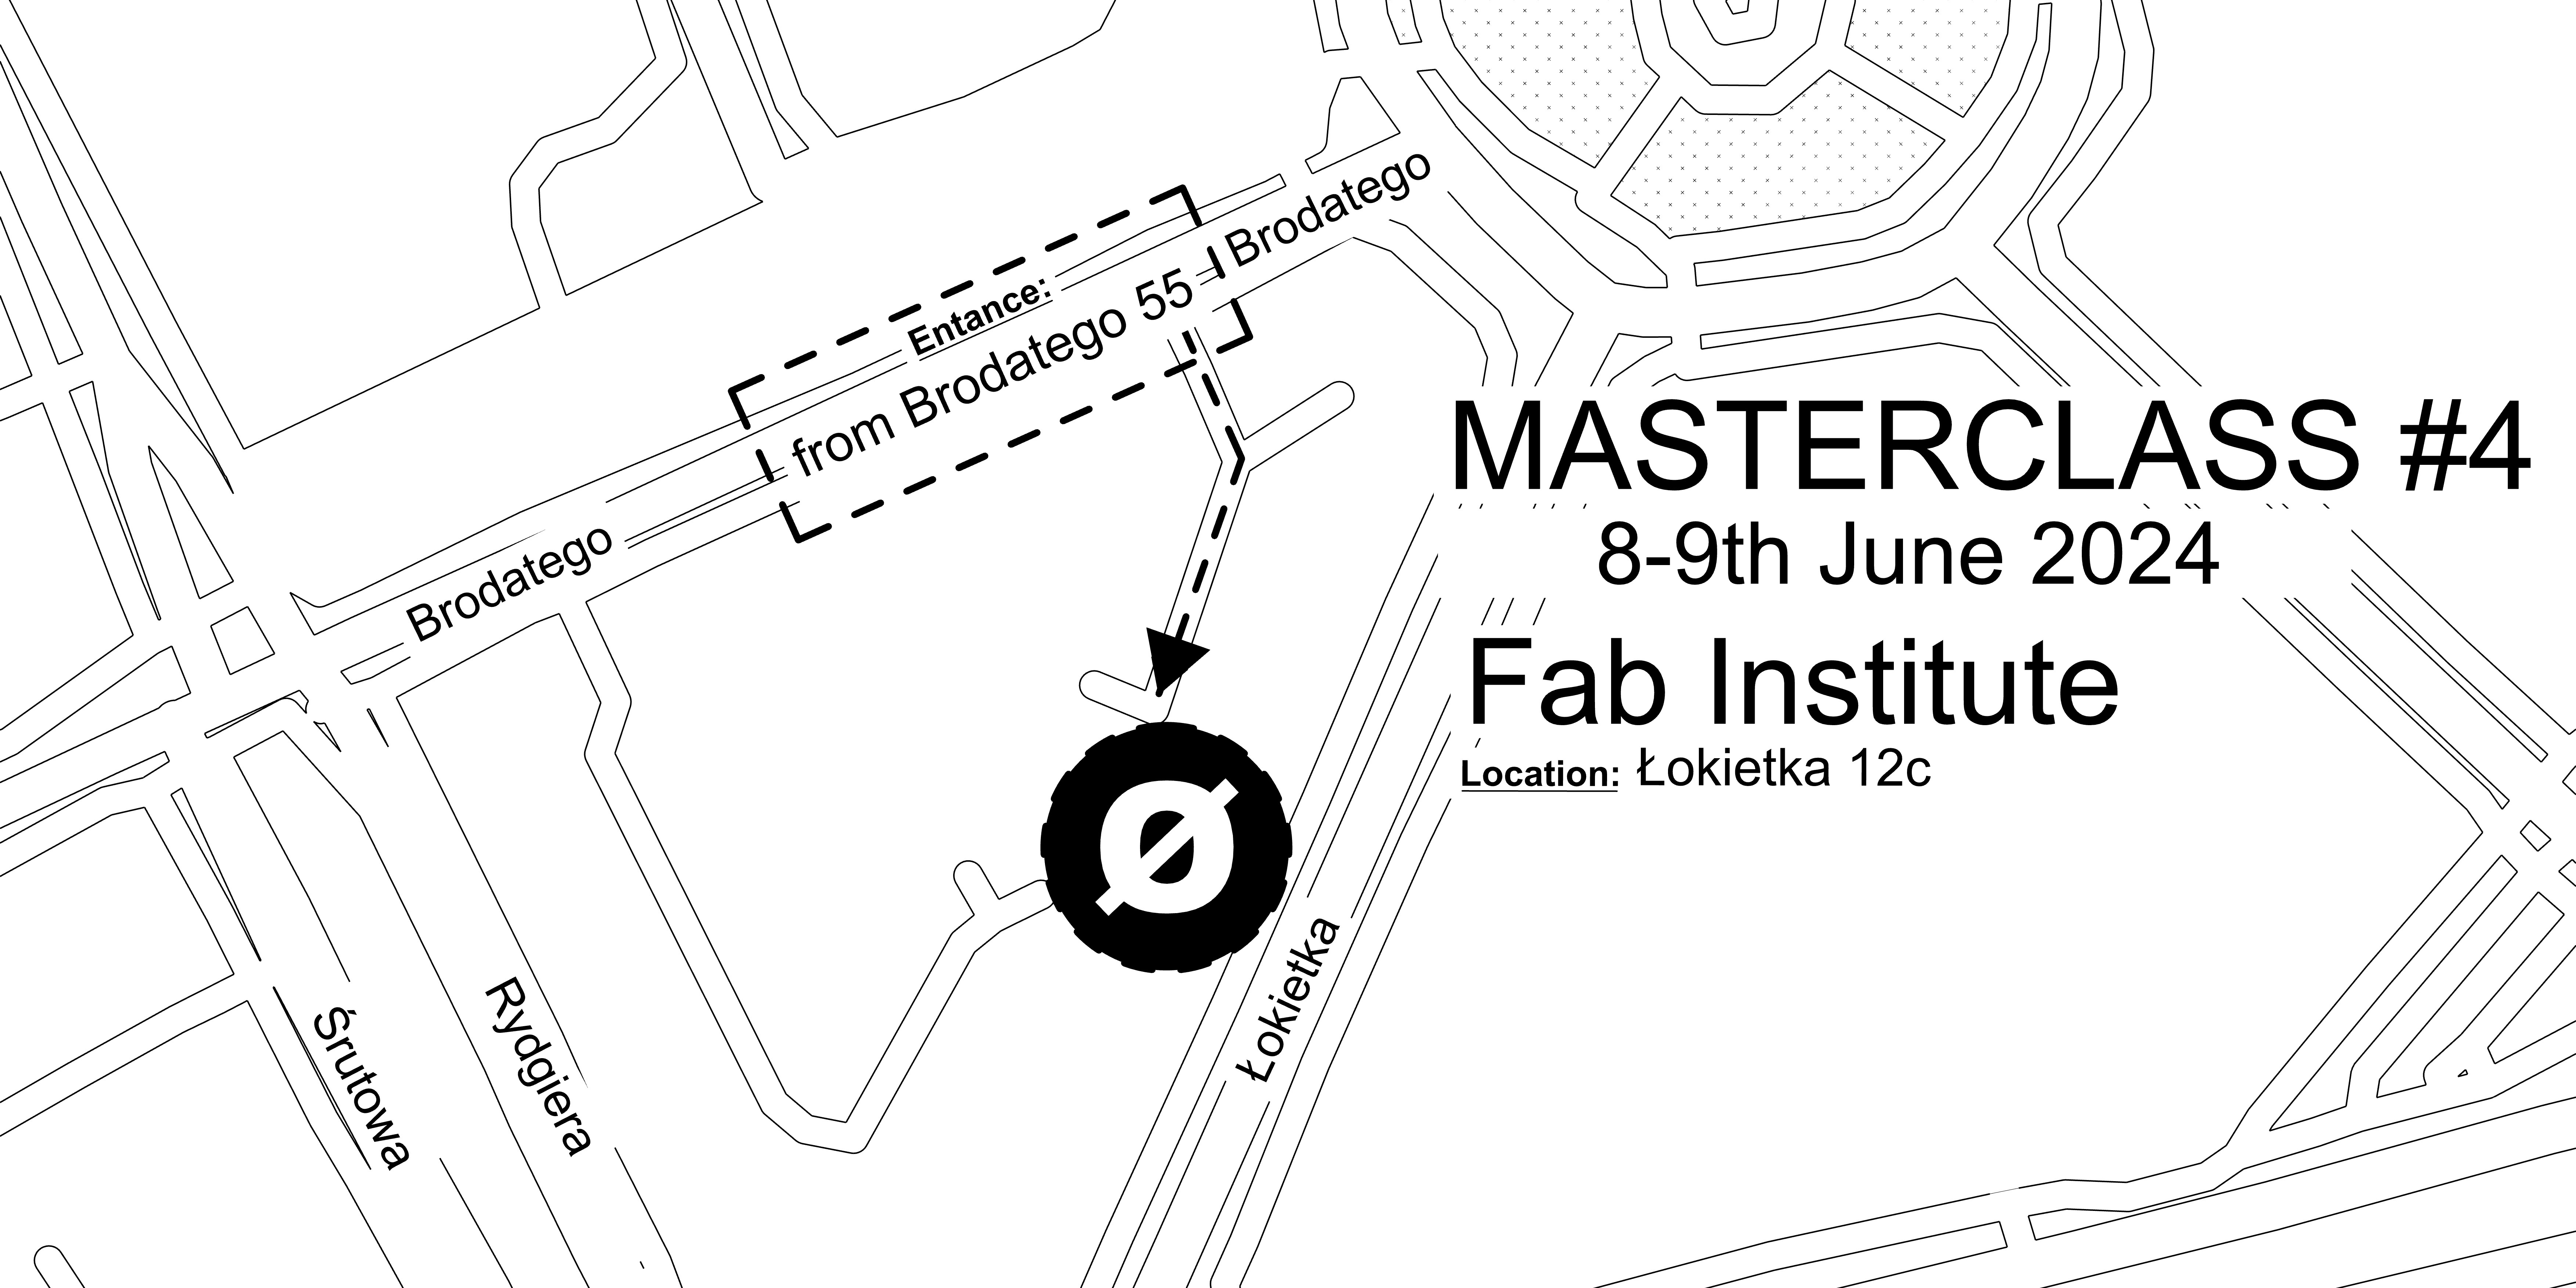 Brodatego
Entance:
from Brodatego 55
Brodatego
MASTERCLASS #4
8-9th June 2024
Fab Institute
Location: Łokietka 12c
Łokietka
Rydgiera
Śrutowa